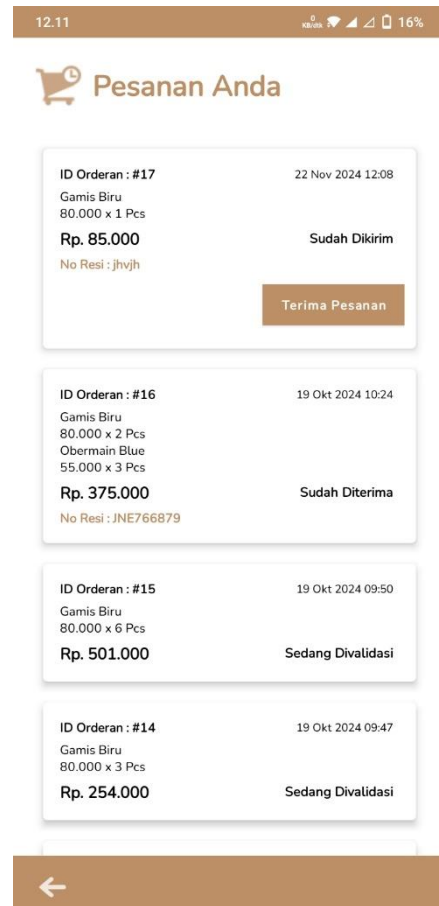 12.11
0 KB/dtk 16%
Pesanan Anda
ID Orderan : #17 22 Nov 2024 12:08
Gamis Biru
80.000 x 1 Pcs
Rp. 85.000 Sudah Dikirim
No Resi : jhvjh
Terima Pesanan
ID Orderan : #16 19 Okt 2024 10:24
Gamis Biru
80.000 x 2 Pcs
Obermain Blue
55.000 x 3 Pcs
Rp. 375.000 Sudah Diterima
No Resi : JNE766879
ID Orderan : #15 19 Okt 2024 09:50
Gamis Biru
80.000 x 6 Pcs
Rp. 501.000 Sedang Divalidasi
ID Orderan : #14 19 Okt 2024 09:47
Gamis Biru
80.000 x 3 Pcs
Rp. 254.000 Sedang Divalidasi